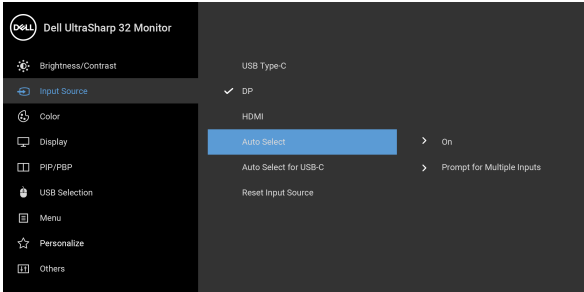 DELL Dell UltraSharp 32 Monitor
Brightness/Contrast USB Type-C
Input Source DP
Color HDMI
Display Auto Select On
PIP/PBP Auto Select for USB-C Prompt for Multiple Inputs
USB Selection Reset Input Source
Menu
Personalize
Others